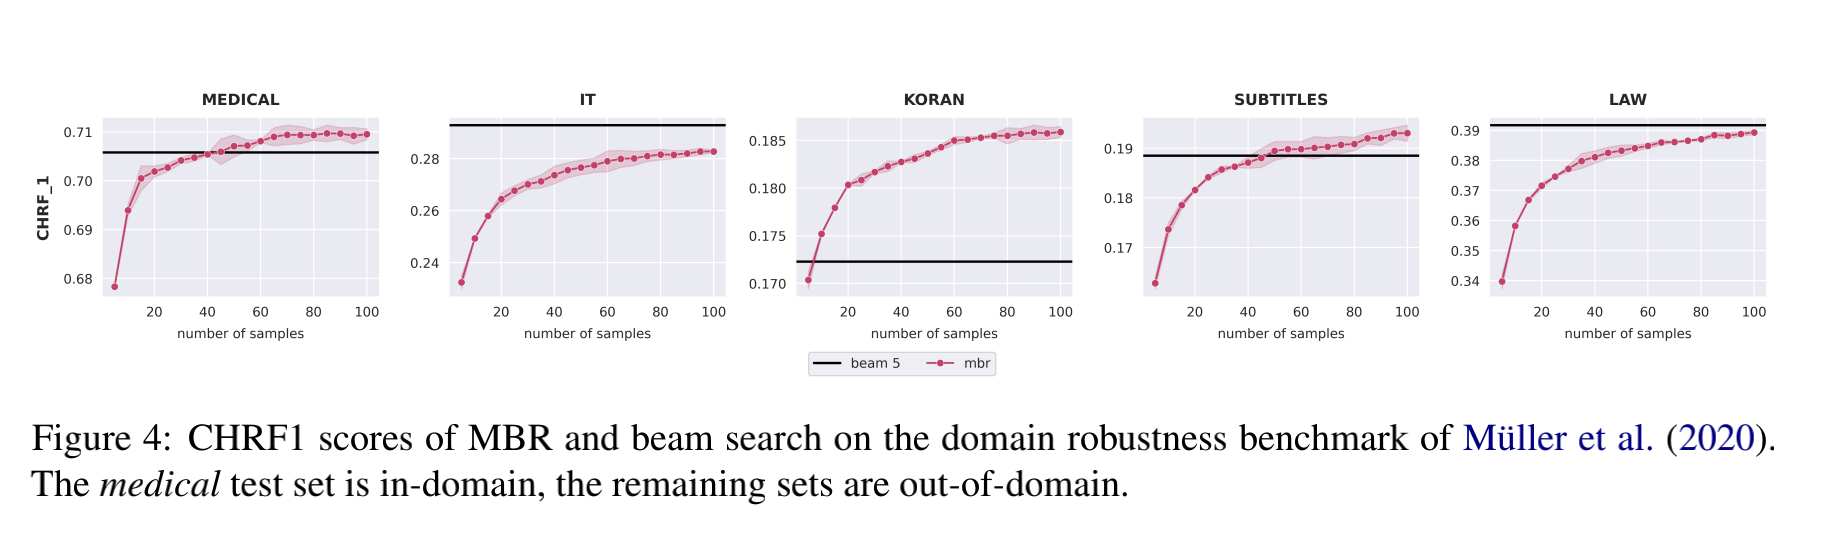 MEDICAL IT KORAN SUBTITLES LAW
CHRF_1
0.71
0.70
0.69
0.68
20 40 60 80 100
number of samples
0.28
0.26
0.24
20 40 60 80 100
number of samples
0.185
0.180
0.175
0.170
20 40 60 80 100
number of samples
0.19
0.18
0.17
20 40 60 80 100
number of samples
0.39
0.38
0.37
0.36
0.35
0.34
20 40 60 80 100
number of samples
beam 5 mbr
Figure 4: CHRF1 scores of MBR and beam search on the domain robustness benchmark of Müller et al. (2020).
The medical test set is in-domain, the remaining sets are out-of-domain.